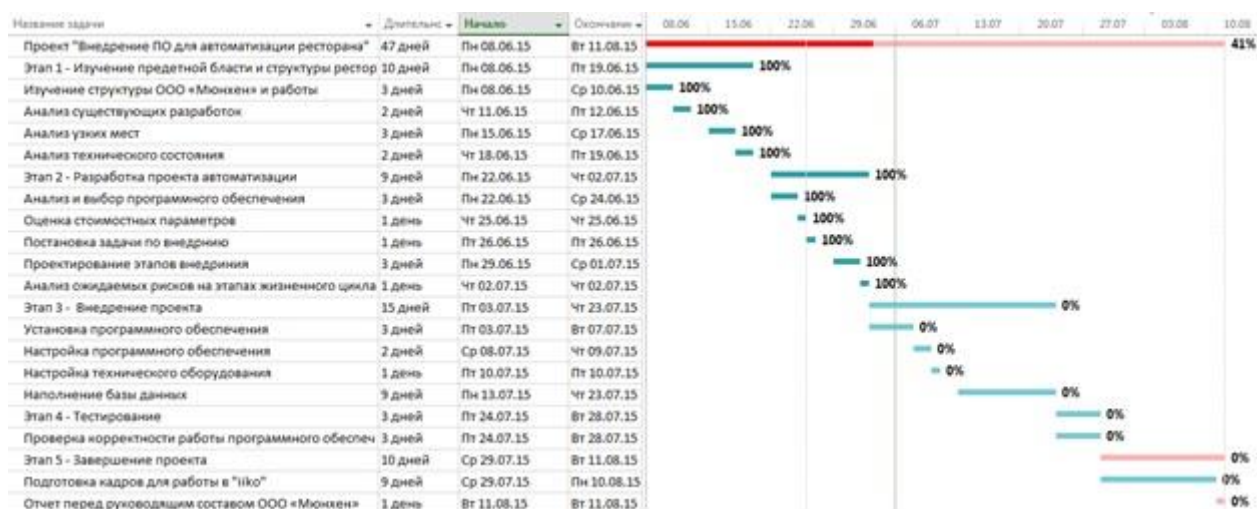 Название задачи Длительнс Начало Окончани 08.06 15.06 22.06 29.06 06.07 13.07 20.07 27.07 03.08 10.08
Проект "Внедрение ПО для автоматизации ресторана" 47 дней Пн 08.06.15 Вт 11.08.15 41%
Этап 1 - Изучение предетной бласти и структуры рестор 10 дней Пн 08.06.15 Пт 19.06.15 100%
Изучение структуры ООО «Мюнхен» и работы 3 дней Пн 08.06.15 Ср 10.06.15 100%
Анализ существующих разработок 2 дней Чт 11.06.15 Пт 12.06.15 100%
Анализ узких мест 3 дней Пн 15.06.15 Ср 17.06.15 100%
Анализ технического состояния 2 дней Чт 18.06.15 Пт 19.06.15 100%
Этап 2 - Разработка проекта автоматизации 9 дней Пн 22.06.15 Чт 02.07.15 100%
Анализ и выбор программного обеспечения 3 дней Пн 22.06.15 Ср 24.06.15 100%
Оценка стоимостных параметров 1 день Чт 25.06.15 Чт 25.06.15 100%
Постановка задачи по внедрнию 1 день Пт 26.06.15 Пт 26.06.15 100%
Проектирование этапов внедриния 3 дней Пн 29.06.15 Ср 01.07.15 100%
Анализ ожидаемых рисков на этапах жизненного цикла 1 день Чт 02.07.15 Чт 02.07.15 100%
Этап 3 - Внедрение проекта 15 дней Пт 03.07.15 Чт 23.07.15 0%
Установка программного обеспечения 3 дней Пт 03.07.15 Вт 07.07.15 0%
Настройка программного обеспечения 2 дней Ср 08.07.15 Чт 09.07.15 0%
Настройка технического оборудования 1 день Пт 10.07.15 Пт 10.07.15 0%
Наполнение базы данных 9 дней Пн 13.07.15 Чт 23.07.15 0%
Этап 4 - Тестирование 3 дней Пт 24.07.15 Вт 28.07.15 0%
Проверка корректности работы программного обеспеч 3 дней Пт 24.07.15 Вт 28.07.15 0%
Этап 5 - Завершение проекта 10 дней Ср 29.07.15 Вт 11.08.15 0%
Подготовка кадров для работы в "iiko" 9 дней Ср 29.07.15 Пн 10.08.15 0%
Отчет перед руководящим составом ООО «Мюнхен» 1 день Вт 11.08.15 Вт 11.08.15 0%